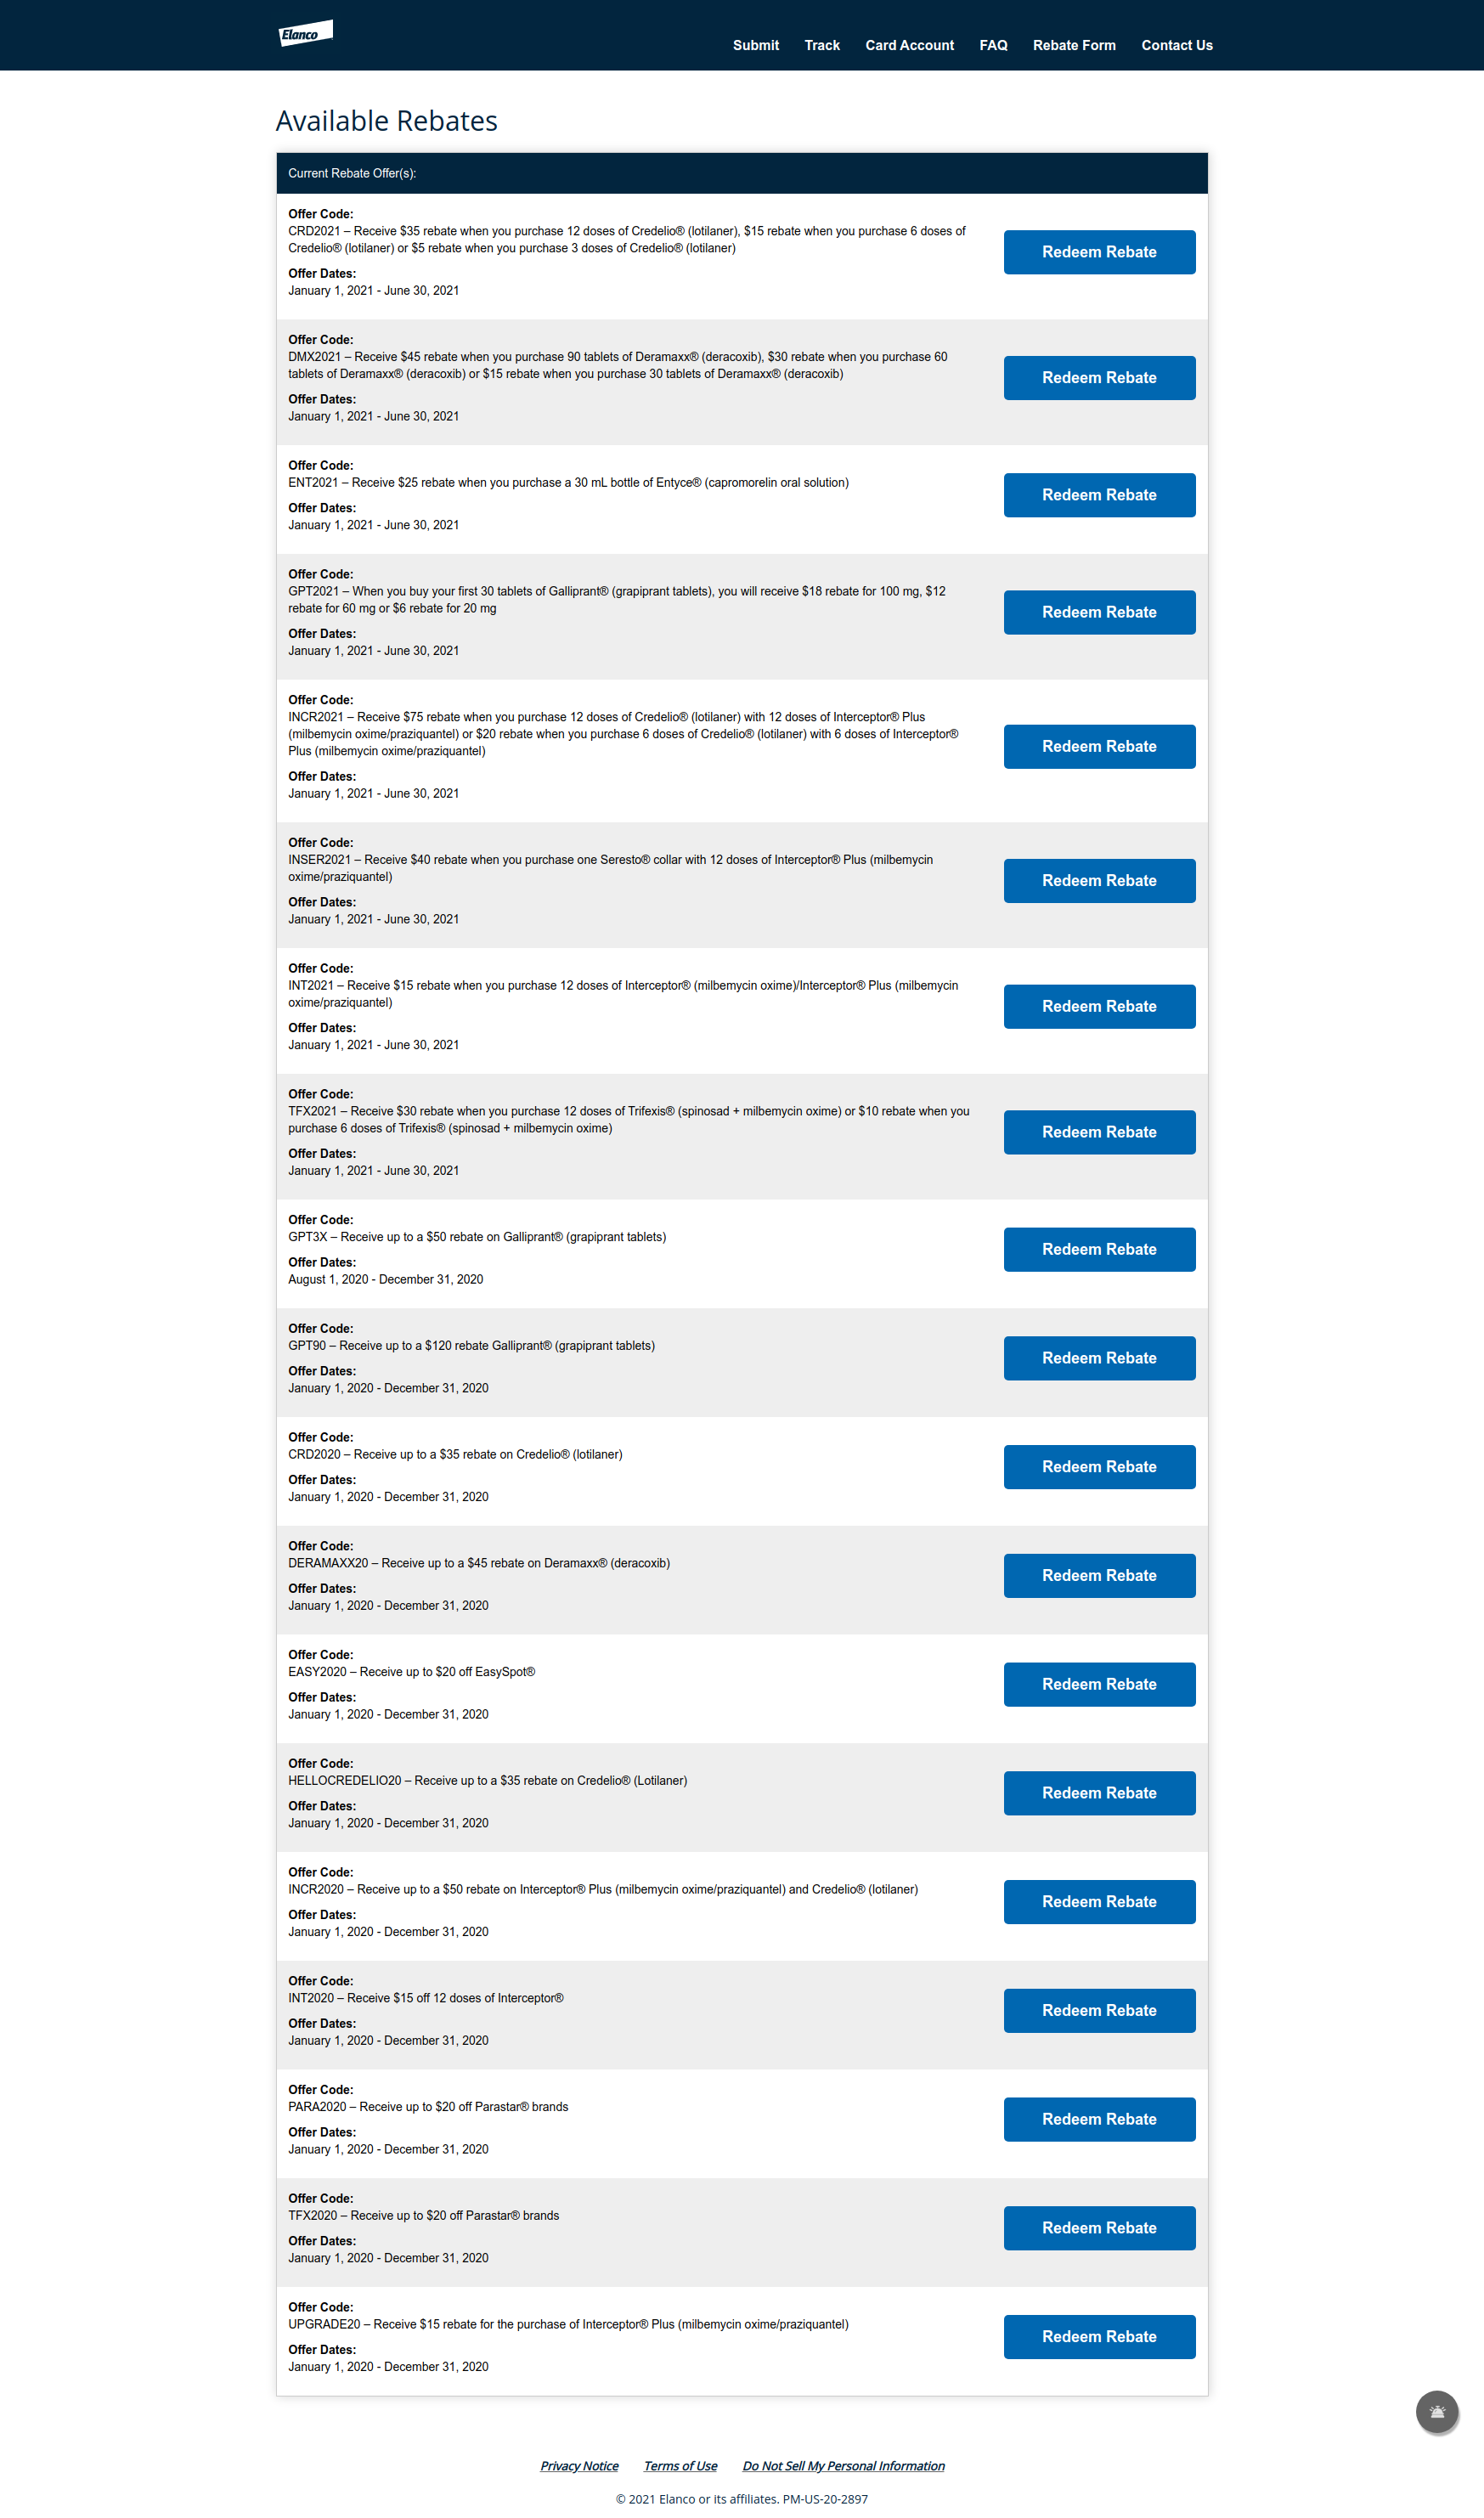 Elanco
Submit Track Card Account FAQ Rebate Form Contact Us
Available Rebates
Current Rebate Offer(s):
Offer Code:
CRD2021 – Receive $35 rebate when you purchase 12 doses of Credelio® (lotilaner), $15 rebate when you purchase 6 doses of
Credelio® (lotilaner) or $5 rebate when you purchase 3 doses of Credelio® (lotilaner)
Offer Dates:
January 1, 2021 - June 30, 2021
Redeem Rebate
Offer Code:
DMX2021 – Receive $45 rebate when you purchase 90 tablets of Deramaxx® (deracoxib), $30 rebate when you purchase 60
tablets of Deramaxx® (deracoxib) or $15 rebate when you purchase 30 tablets of Deramaxx® (deracoxib)
Offer Dates:
January 1, 2021 - June 30, 2021
Redeem Rebate
Offer Code:
ENT2021 – Receive $25 rebate when you purchase a 30 mL bottle of Entyce® (capromorelin oral solution)
Offer Dates:
January 1, 2021 - June 30, 2021
Redeem Rebate
Offer Code:
GPT2021 – When you buy your first 30 tablets of Galliprant® (grapiprant tablets), you will receive $18 rebate for 100 mg, $12
rebate for 60 mg or $6 rebate for 20 mg
Offer Dates:
January 1, 2021 - June 30, 2021
Redeem Rebate
Offer Code:
INCR2021 – Receive $75 rebate when you purchase 12 doses of Credelio® (lotilaner) with 12 doses of Interceptor® Plus
(milbemycin oxime/praziquantel) or $20 rebate when you purchase 6 doses of Credelio® (lotilaner) with 6 doses of Interceptor®
Plus (milbemycin oxime/praziquantel)
Offer Dates:
January 1, 2021 - June 30, 2021
Redeem Rebate
Offer Code:
INSER2021 – Receive $40 rebate when you purchase one Seresto® collar with 12 doses of Interceptor® Plus (milbemycin
oxime/praziquantel)
Offer Dates:
January 1, 2021 - June 30, 2021
Redeem Rebate
Offer Code:
INT2021 – Receive $15 rebate when you purchase 12 doses of Interceptor® (milbemycin oxime)/Interceptor® Plus (milbemycin
oxime/praziquantel)
Offer Dates:
January 1, 2021 - June 30, 2021
Redeem Rebate
Offer Code:
TFX2021 – Receive $30 rebate when you purchase 12 doses of Trifexis® (spinosad + milbemycin oxime) or $10 rebate when you
purchase 6 doses of Trifexis® (spinosad + milbemycin oxime)
Offer Dates:
January 1, 2021 - June 30, 2021
Redeem Rebate
Offer Code:
GPT3X – Receive up to a $50 rebate on Galliprant® (grapiprant tablets)
Offer Dates:
August 1, 2020 - December 31, 2020
Redeem Rebate
Offer Code:
GPT90 – Receive up to a $120 rebate Galliprant® (grapiprant tablets)
Offer Dates:
January 1, 2020 - December 31, 2020
Redeem Rebate
Offer Code:
CRD2020 – Receive up to a $35 rebate on Credelio® (lotilaner)
Offer Dates:
January 1, 2020 - December 31, 2020
Redeem Rebate
Offer Code:
DERAMAXX20 – Receive up to a $45 rebate on Deramaxx® (deracoxib)
Offer Dates:
January 1, 2020 - December 31, 2020
Redeem Rebate
Offer Code:
EASY2020 – Receive up to $20 off EasySpot®
Offer Dates:
January 1, 2020 - December 31, 2020
Redeem Rebate
Offer Code:
HELLOCREDELIO20 – Receive up to a $35 rebate on Credelio® (Lotilaner)
Offer Dates:
January 1, 2020 - December 31, 2020
Redeem Rebate
Offer Code:
INCR2020 – Receive up to a $50 rebate on Interceptor® Plus (milbemycin oxime/praziquantel) and Credelio® (lotilaner)
Offer Dates:
January 1, 2020 - December 31, 2020
Redeem Rebate
Offer Code:
INT2020 – Receive $15 off 12 doses of Interceptor®
Offer Dates:
January 1, 2020 - December 31, 2020
Redeem Rebate
Offer Code:
PARA2020 – Receive up to $20 off Parastar® brands
Offer Dates:
January 1, 2020 - December 31, 2020
Redeem Rebate
Offer Code:
TFX2020 – Receive up to $20 off Parastar® brands
Offer Dates:
January 1, 2020 - December 31, 2020
Redeem Rebate
Offer Code:
UPGRADE20 – Receive $15 rebate for the purchase of Interceptor® Plus (milbemycin oxime/praziquantel)
Offer Dates:
January 1, 2020 - December 31, 2020
Redeem Rebate
Privacy Notice Terms of Use Do Not Sell My Personal Information
© 2021 Elanco or its affiliates. PM-US-20-2897